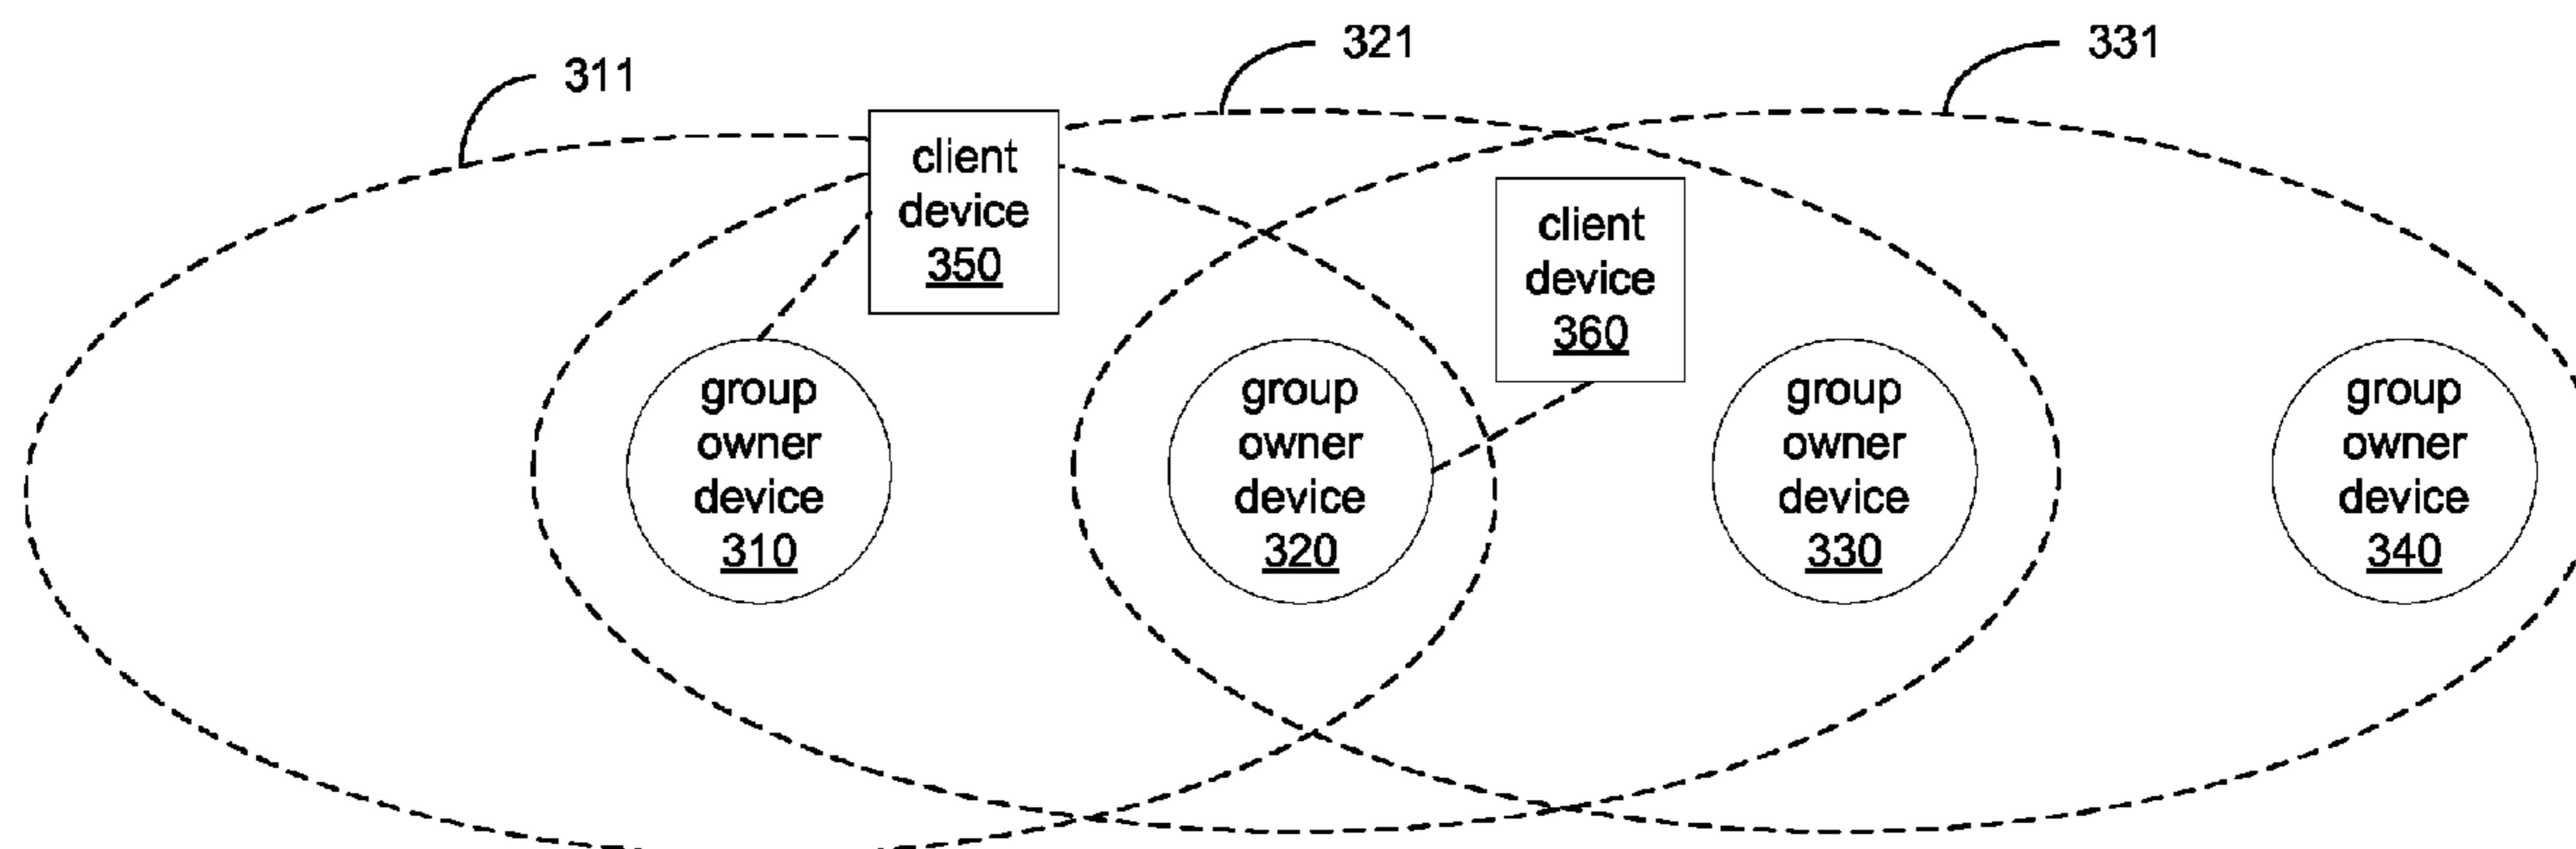 311
321
331
client
device
350
client
device
360
group
owner
device
310
group
owner
device
320
group
owner
device
330
group
owner
device
340